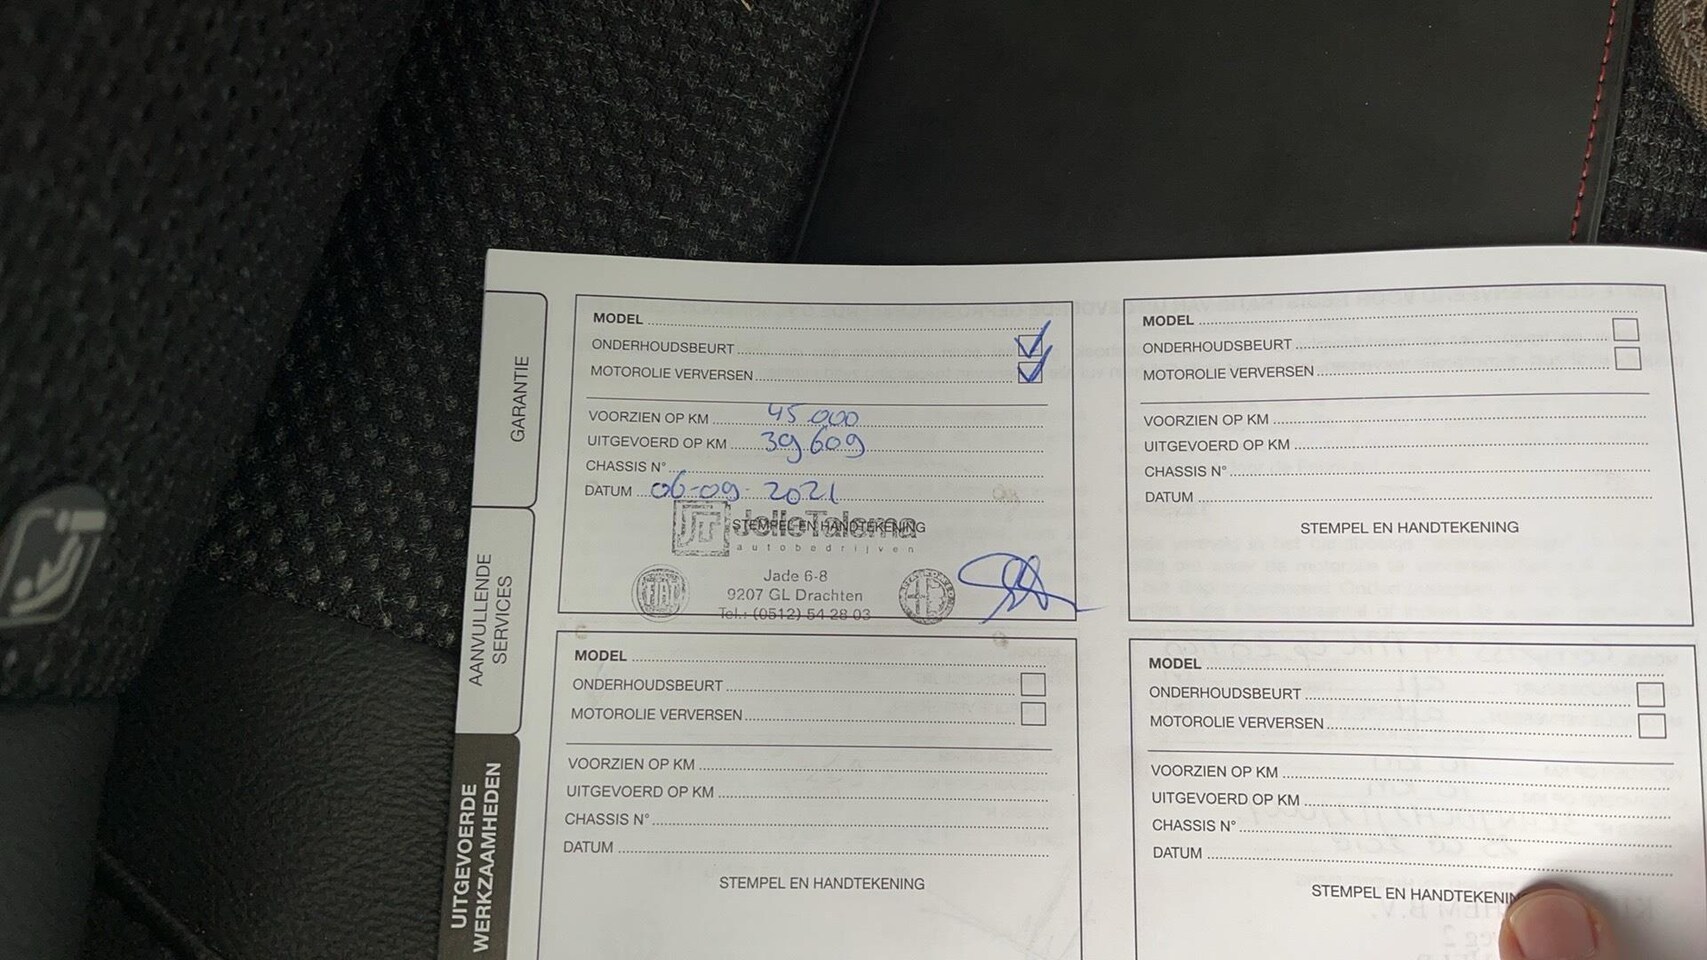 GARANTIE
AANVULLENDE
SERVICES
UITGEVOERDE
WERKZAAMHEDEN
MODEL
ONDERHOUDSBEURT
MOTOROLIE VERVERSEN
VOORZIEN OP KM 45.000
UITGEVOERD OP KM 39.609
CHASSIS N°
DATUM 06-09-2021
STEMPEL EN HANDTEKENING
autobedrijven
Jade 6-8
9207 GL Drachten
Tel.: (0512) 54 28 03
MODEL
ONDERHOUDSBEURT
MOTOROLIE VERVERSEN
VOORZIEN OP KM
UITGEVOERD OP KM
CHASSIS N°
DATUM
STEMPEL EN HANDTEKENING
MODEL
ONDERHOUDSBEURT
MOTOROLIE VERVERSEN
VOORZIEN OP KM
UITGEVOERD OP KM
CHASSIS N°
DATUM
STEMPEL EN HANDTEKENING
MODEL
ONDERHOUDSBEURT
MOTOROLIE VERVERSEN
VOORZIEN OP KM
UITGEVOERD OP KM
CHASSIS N°
DATUM
STEMPEL EN HANDTEKENIN